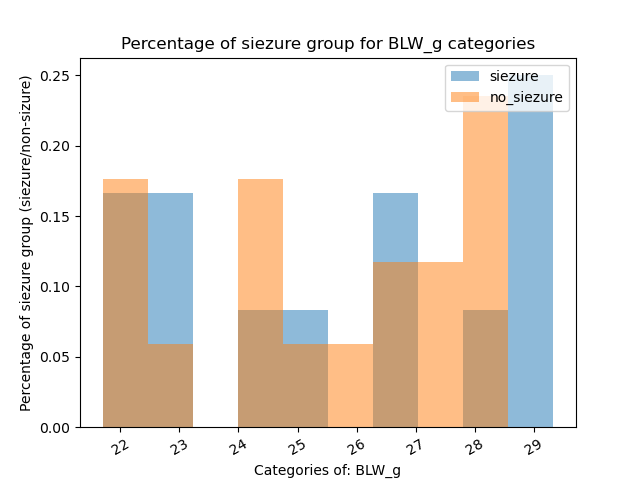 Percentage of siezure group for BLW_g categories
siezure
no_siezure
Percentage of siezure group (siezure/non-sizure)
0.25
0.20
0.15
0.10
0.05
0.00
22 23 24 25 26 27 28 29
Categories of: BLW_g